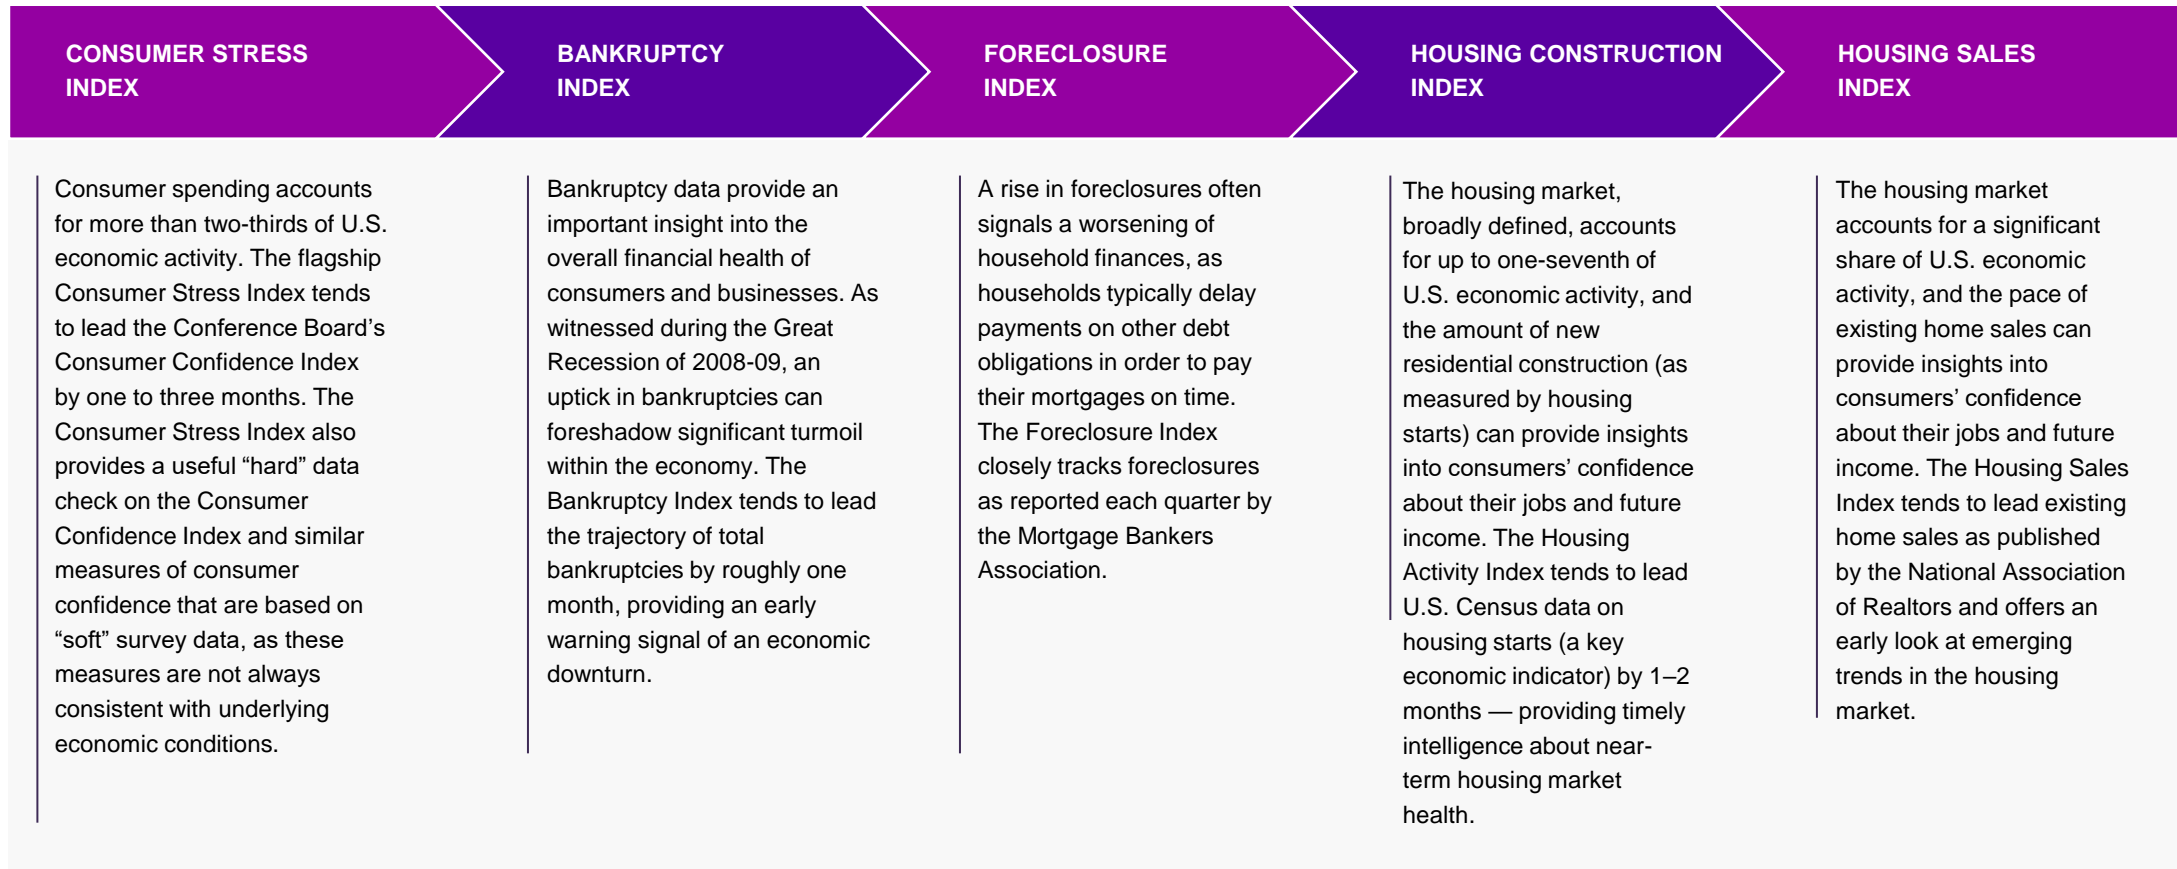 CONSUMER STRESS
INDEX
Consumer spending accounts
for more than two-thirds of U.S.
economic activity. The flagship
Consumer Stress Index tends
to lead the Conference Board’s
Consumer Confidence Index
by one to three months. The
Consumer Stress Index also
provides a useful “hard” data
check on the Consumer
Confidence Index and similar
measures of consumer
confidence that are based on
“soft” survey data, as these
measures are not always
consistent with underlying
economic conditions.
BANKRUPTCY
INDEX
Bankruptcy data provide an
important insight into the
overall financial health of
consumers and businesses. As
witnessed during the Great
Recession of 2008-09, an
uptick in bankruptcies can
foreshadow significant turmoil
within the economy. The
Bankruptcy Index tends to lead
the trajectory of total
bankruptcies by roughly one
month, providing an early
warning signal of an economic
downturn.
FORECLOSURE
INDEX
A rise in foreclosures often
signals a worsening of
household finances, as
households typically delay
payments on other debt
obligations in order to pay
their mortgages on time.
The Foreclosure Index
closely tracks foreclosures
as reported each quarter by
the Mortgage Bankers
Association.
HOUSING CONSTRUCTION
INDEX
The housing market,
broadly defined, accounts
for up to one-seventh of
U.S. economic activity, and
the amount of new
residential construction (as
measured by housing
starts) can provide insights
into consumers’ confidence
about their jobs and future
income. The Housing
Activity Index tends to lead
U.S. Census data on
housing starts (a key
economic indicator) by 1–2
months — providing timely
intelligence about near-
term housing market
health.
HOUSING SALES
INDEX
The housing market
accounts for a significant
share of U.S. economic
activity, and the pace of
existing home sales can
provide insights into
consumers’ confidence
about their jobs and future
income. The Housing Sales
Index tends to lead existing
home sales as published
by the National Association
of Realtors and offers an
early look at emerging
trends in the housing
market.